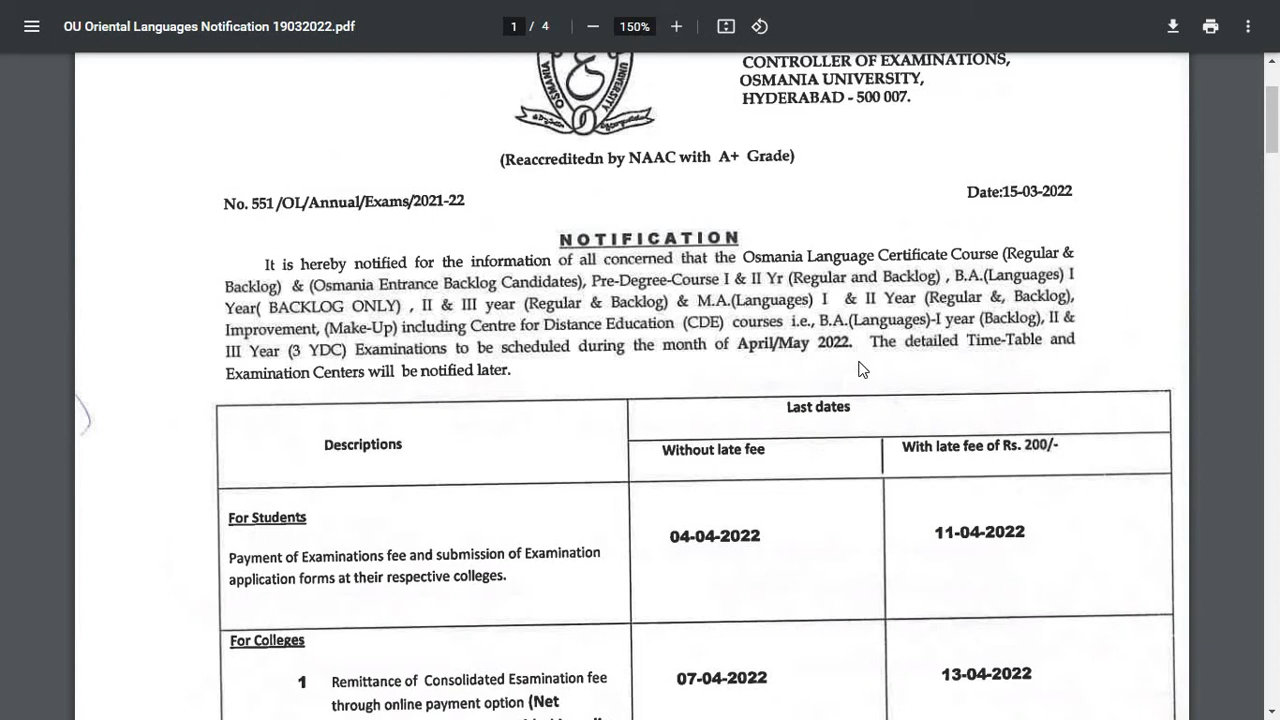 OU Oriental Languages Notification 19032022.pdf
1 / 4
150%
CONTROLLER OF EXAMINATIONS,
OSMANIA UNIVERSITY,
HYDERABAD - 500 007.
OSMANIA UNIVERSITY
(Reaccreditedn by NAAC with A+ Grade)
No. 551/OL/Annual/Exams/2021-22
Date:15-03-2022
NOTIFICATION
It is hereby notified for the information of all concerned that the Osmania Language Certificate Course (Regular &
Backlog) & (Osmania Entrance Backlog Candidates), Pre-Degree-Course I & II Yr (Regular and Backlog) , B.A.(Languages) I
Year( BACKLOG ONLY) , II & III year (Regular & Backlog) & M.A.(Languages) I & II Year (Regular &, Backlog),
Improvement, (Make-Up) including Centre for Distance Education (CDE) courses i.e., B.A.(Languages)-I year (Backlog), II &
III Year (3 YDC) Examinations to be scheduled during the month of April/May 2022. The detailed Time-Table and
Examination Centers will be notified later.
Descriptions
Last dates
Without late fee
With late fee of Rs. 200/-
For Students
Payment of Examinations fee and submission of Examination
application forms at their respective colleges.
04-04-2022
11-04-2022
For Colleges
1 Remittance of Consolidated Examination fee
through online payment option (Net
07-04-2022
13-04-2022